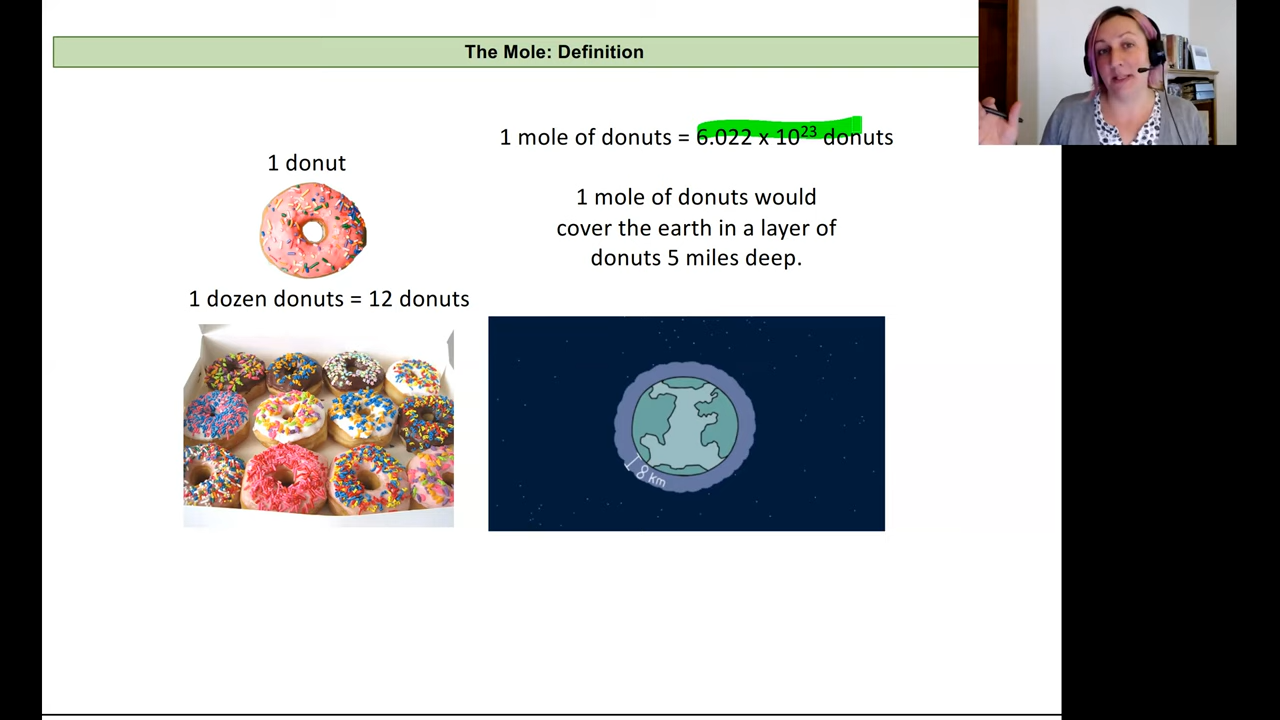 The Mole: Definition
1 mole of donuts = 6.022 x 10²³ donuts
1 donut
1 mole of donuts would
cover the earth in a layer of
donuts 5 miles deep.
1 dozen donuts = 12 donuts
8 km